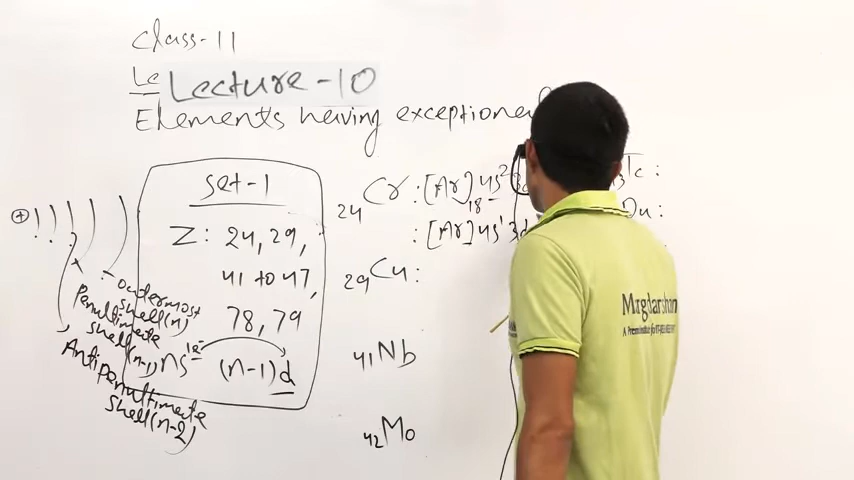 Class-11
Le Lecture-10
Elements having exceptional
Set-1
Z: 24, 29,
41 to 47,
78, 79
ns (n-1)d
⊕
outermost
shell(n)
Penultimate
shell(n-1)
Antipenultimate
shell(n-2)
24Cr: [Ar]18 4s2 3d
: [Ar] 4s1 3d
29Cu:
41Nb
42Mo
Tc:
Ru:
Margdarshan